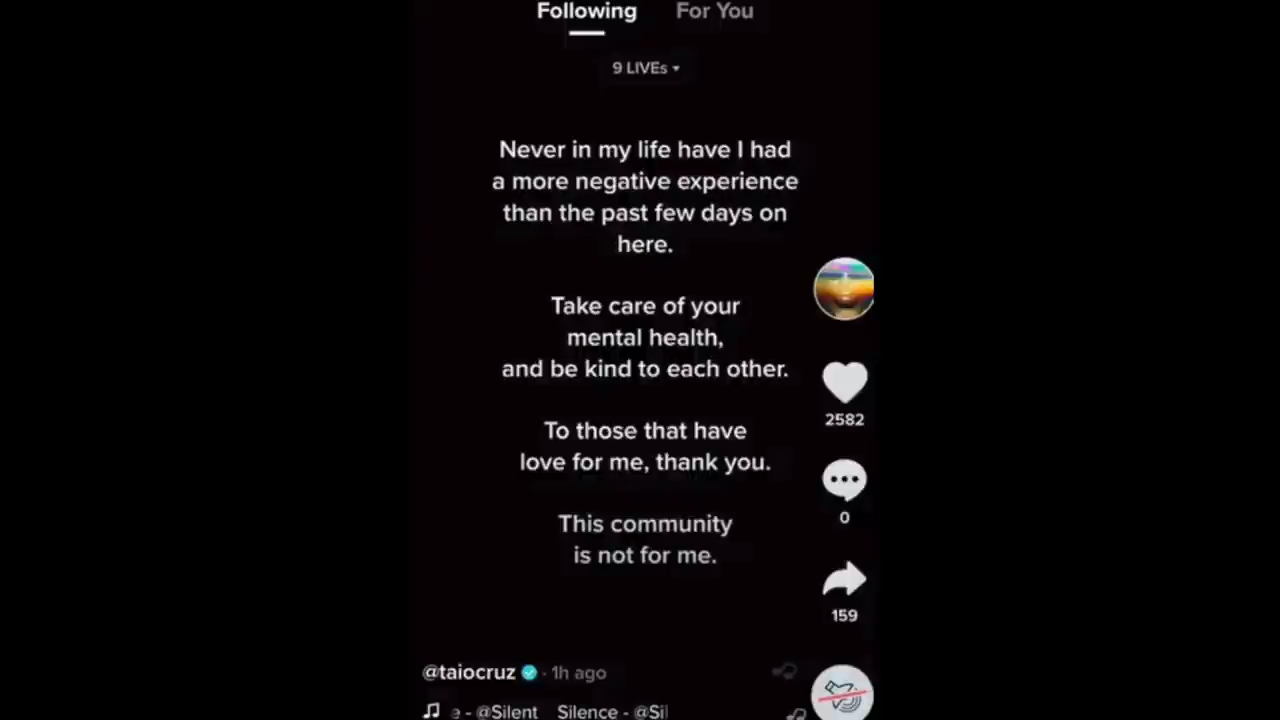 Following For You
9 LIVEs
Never in my life have I had
a more negative experience
than the past few days on
here.
Take care of your
mental health,
and be kind to each other.
To those that have
love for me, thank you.
This community
is not for me.
2582
0
159
@taiocruz · 1h ago
e - @Silent Silence - @Sil